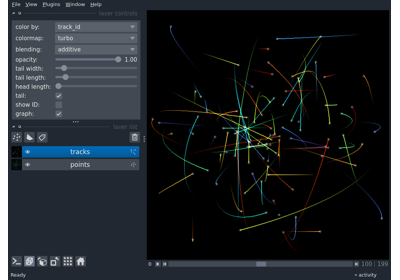 File View Plugins Window Help
layer controls
color by: track_id
colormap: turbo
blending: additive
opacity: 1.00
tail width:
tail length:
head length:
tail:
show ID:
graph:
layer list
tracks
points
Ready
100 | 199
activity